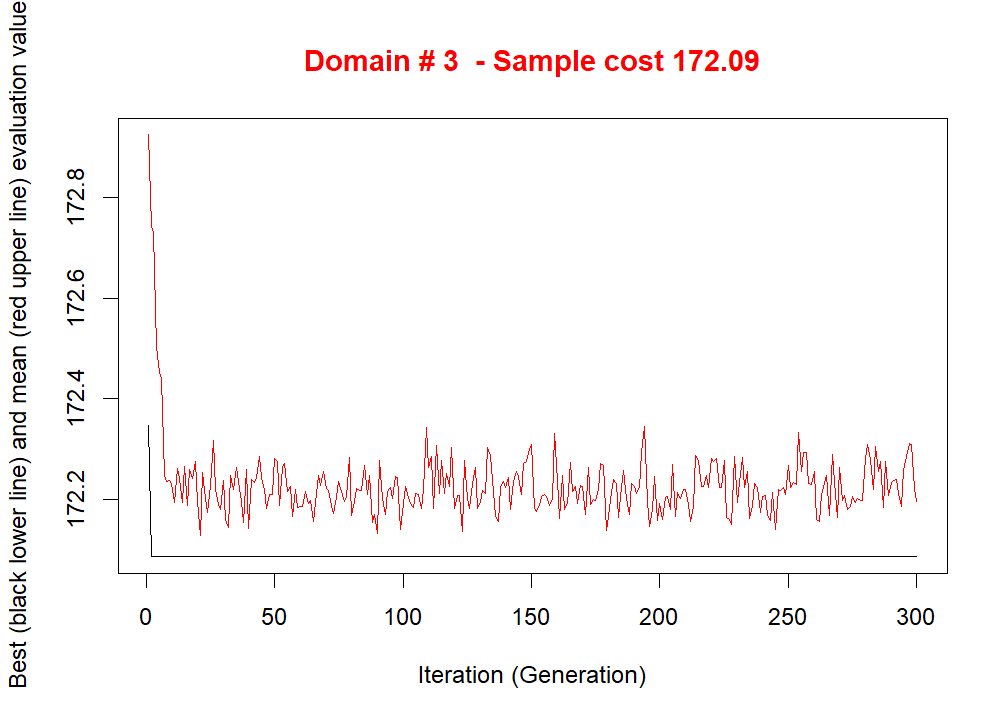 Domain # 3  - Sample cost 172.09
Best (black lower line) and mean (red upper line) evaluation value
172.8
172.6
172.4
172.2
0 50 100 150 200 250 300
Iteration (Generation)